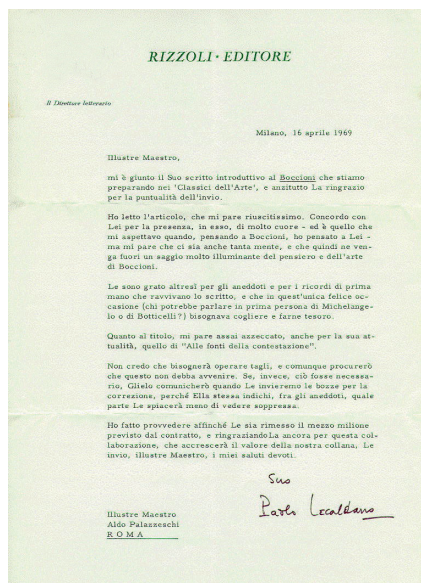 RIZZOLI · EDITORE
Il Direttore letterario
Milano, 16 aprile 1969
Illustre Maestro,
mi è giunto il Suo scritto introduttivo al Boccioni che stiamo
preparando nei 'Classici dell'Arte', e anzitutto La ringrazio
per la puntualità dell'invio.
Ho letto l'articolo, che mi pare riuscitissimo. Concordo con
Lei per la presenza, in esso, di molto cuore - ed è quello che
mi aspettavo quando, pensando a Boccioni, ho pensato a Lei -
ma mi pare che ci sia anche tanta mente, e che quindi ne ven-
ga fuori un saggio molto illuminante del pensiero e dell'arte
di Boccioni.
Le sono grato altresì per gli aneddoti e per i ricordi di prima
mano che ravvivano lo scritto, e che in quest'unica felice oc-
casione (chi potrebbe parlare in prima persona di Michelange-
lo o di Botticelli?) bisognava cogliere e farne tesoro.
Quanto al titolo, mi pare assai azzeccato, anche per la sua at-
tualità, quello di "Alle fonti della contestazione".
Non credo che bisognerà operare tagli, e comunque procurerò
che questo non debba avvenire. Se, invece, ciò fosse necessa-
rio, Glielo comunicherò quando Le invieremo le bozze per la
correzione, perché Ella stessa indichi, fra gli aneddoti, quale
parte Le spiacerà meno di vedere soppressa.
Ho fatto provvedere affinché Le sia rimesso il mezzo milione
previsto dal contratto, e ringraziandoLa ancora per questa col-
laborazione, che accrescerà il valore della nostra collana, Le
invio, illustre Maestro, i miei saluti devoti.
Suo
Paolo Lecaldano
Illustre Maestro
Aldo Palazzeschi
ROMA